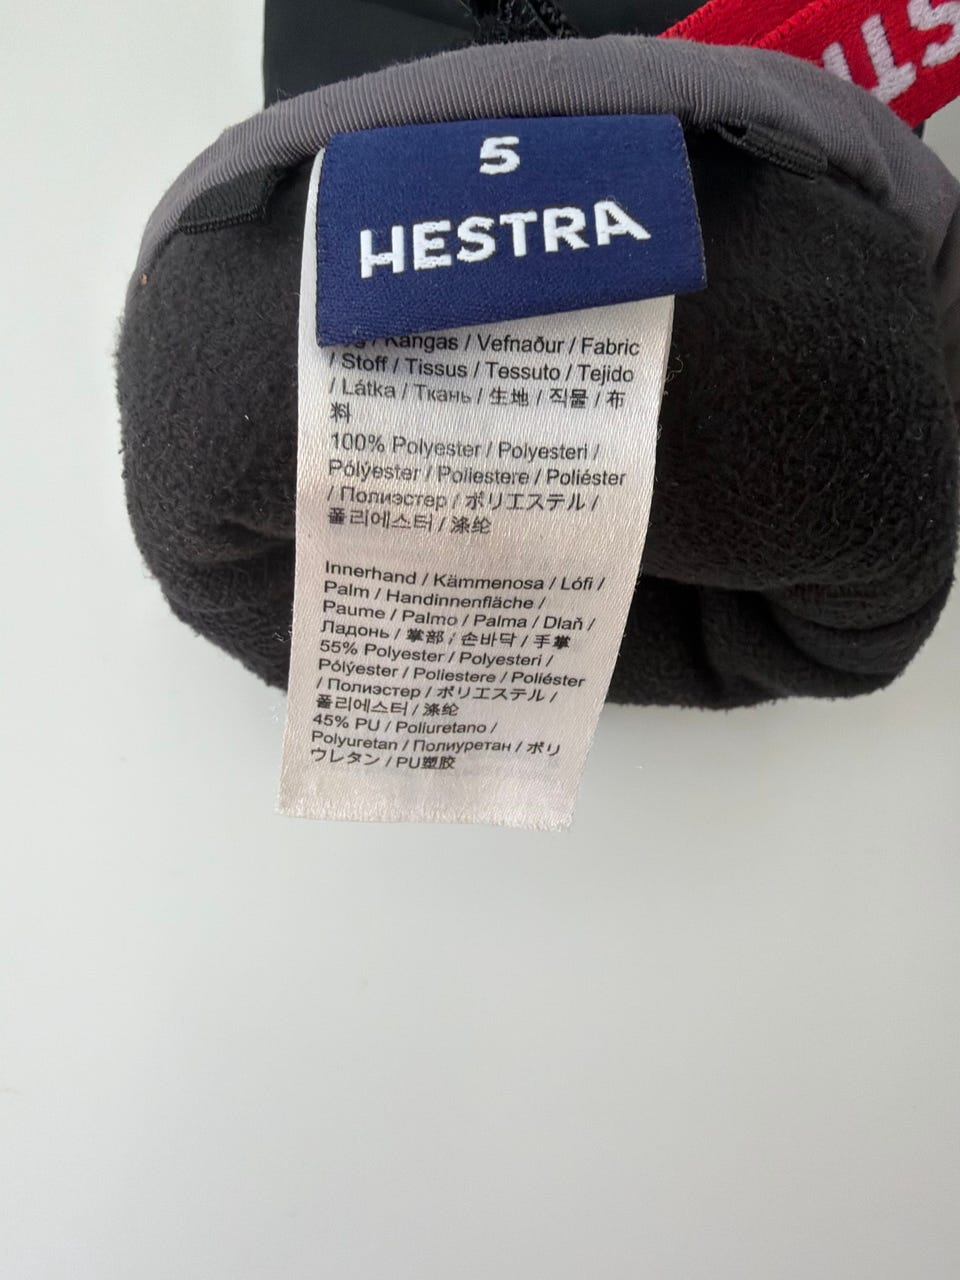 ST
5
HESTRA
/ Kangas / Vefnaður / Fabric
/ Stoff / Tissus / Tessuto / Tejido
/ Látka / Ткань / 生地 / 직물 / 布
料
100% Polyester / Polyesteri /
Pólýester / Poliestere / Poliéster
/ Полиэстер / ポリエステル /
폴리에스터 / 涤纶
Innerhand / Kämmenosa / Lófi /
Palm / Handinnenfläche /
Paume / Palmo / Palma / Dlaň /
Ладонь / 掌部 / 손바닥 / 手掌
55% Polyester / Polyesteri /
Pólýester / Poliestere / Poliéster
/ Полиэстер / ポリエステル /
폴리에스터 / 涤纶
45% PU / Poliuretano /
Polyuretan / Полиуретан / ポリ
ウレタン / PU塑胶